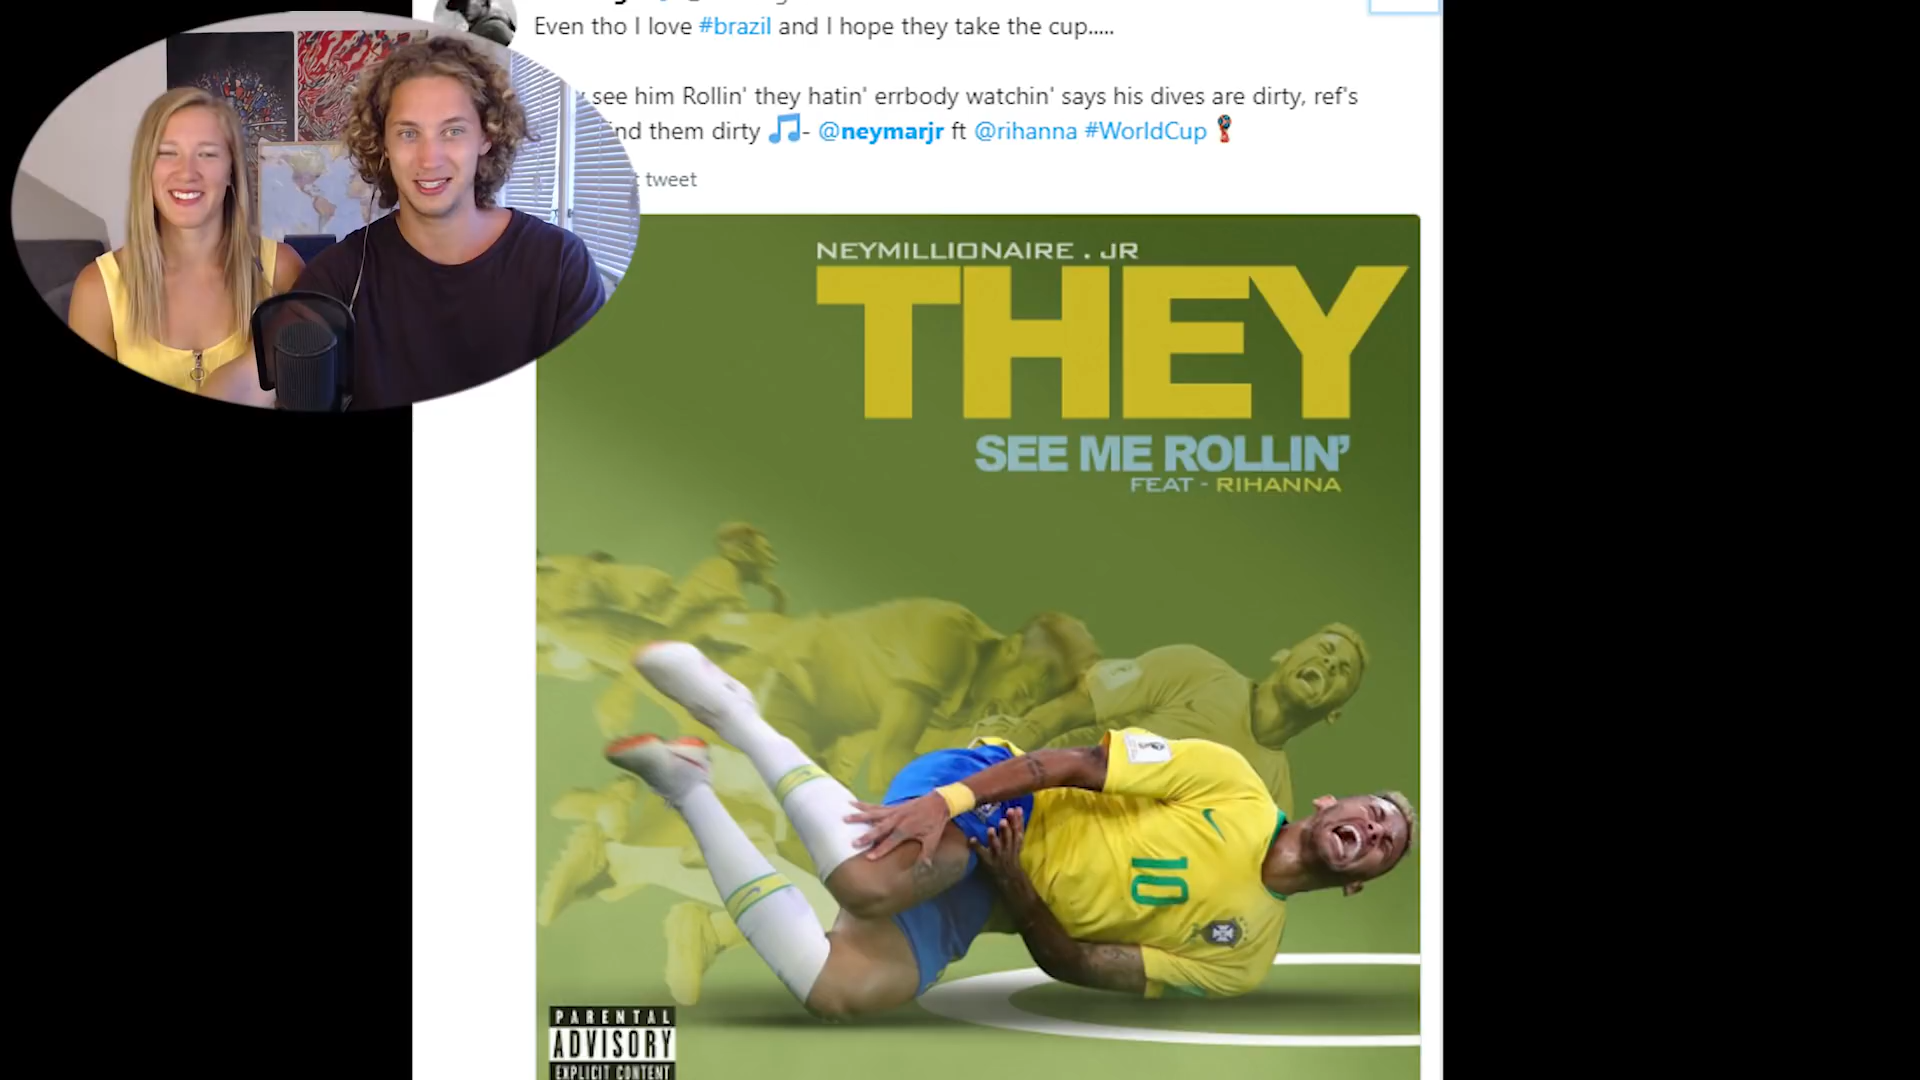 Even tho I love #brazil and I hope they take the cup.....
see him Rollin' they hatin' errbody watchin' says his dives are dirty, ref's
them dirty 🎵- @neymarjr ft @rihanna #WorldCup
tweet
NEYMILLIONAIRE . JR
THEY
SEE ME ROLLIN'
FEAT - RIHANNA
10
PARENTAL
ADVISORY
EXPLICIT CONTENT